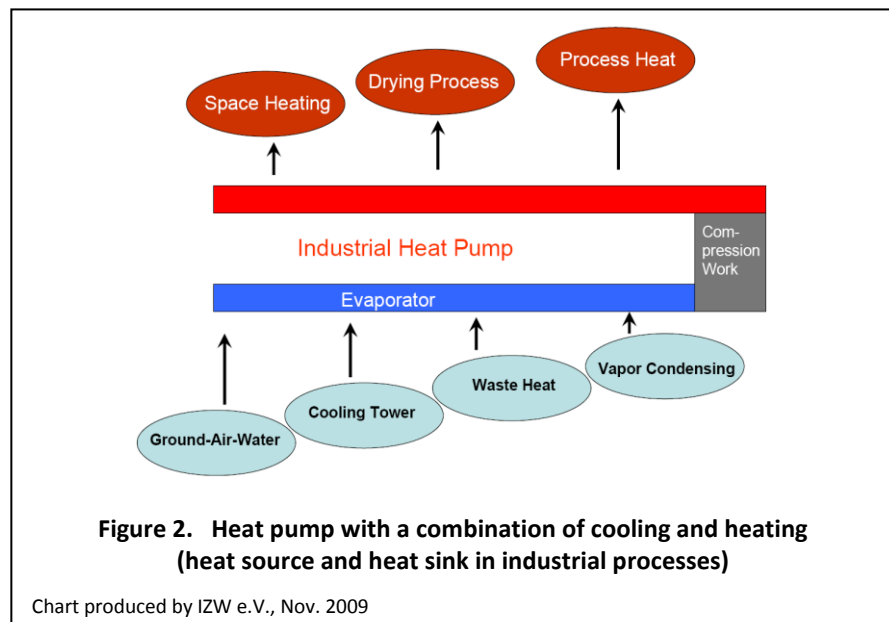 Process Heat
Drying Process
Space Heating
Industrial Heat Pump
Com-
pression
Work
Evaporator
Vapor Condensing
Waste Heat
Cooling Tower
Ground-Air-Water
Figure 2. Heat pump with a combination of cooling and heating
(heat source and heat sink in industrial processes)
Chart produced by IZW e.V., Nov. 2009